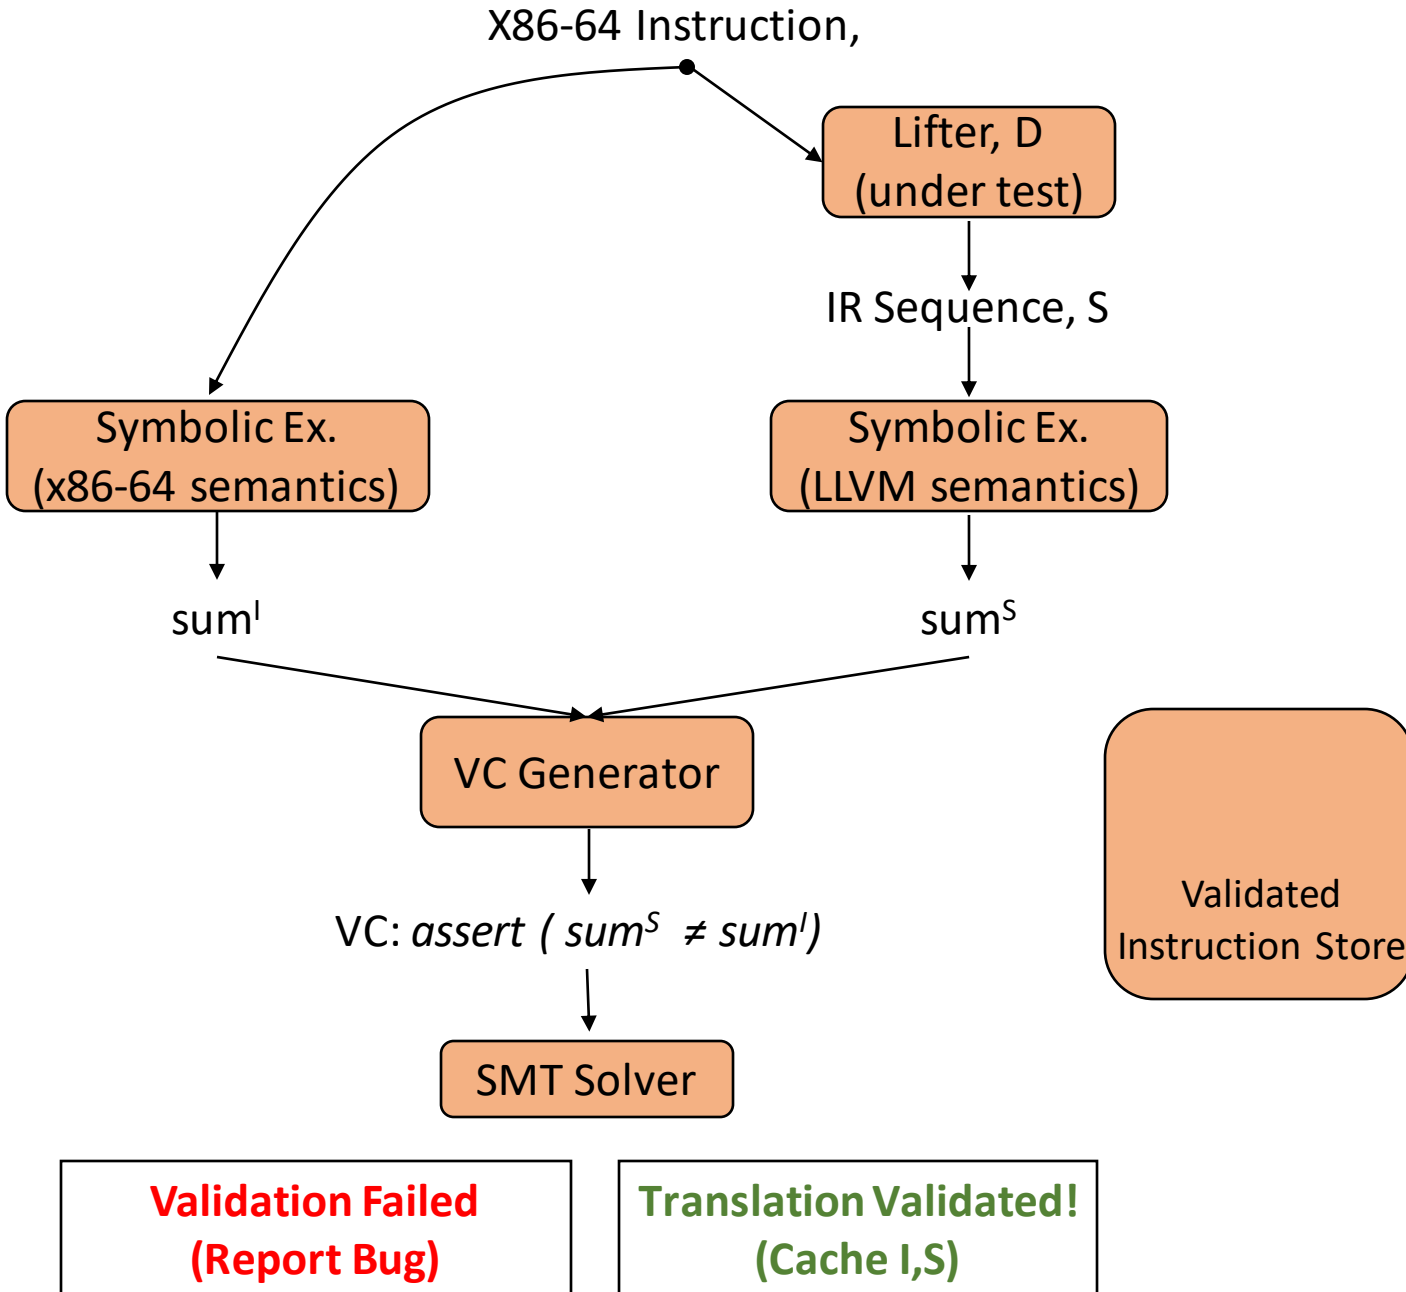 X86-64 Instruction,
Lifter, D
(under test)
IR Sequence, S
Symbolic Ex.
(x86-64 semantics)
Symbolic Ex.
(LLVM semantics)
sumᴵ
sumˢ
VC Generator
VC: assert ( sumˢ ≠ sumᴵ)
Validated
Instruction Store
SMT Solver
Validation Failed
(Report Bug)
Translation Validated!
(Cache I,S)